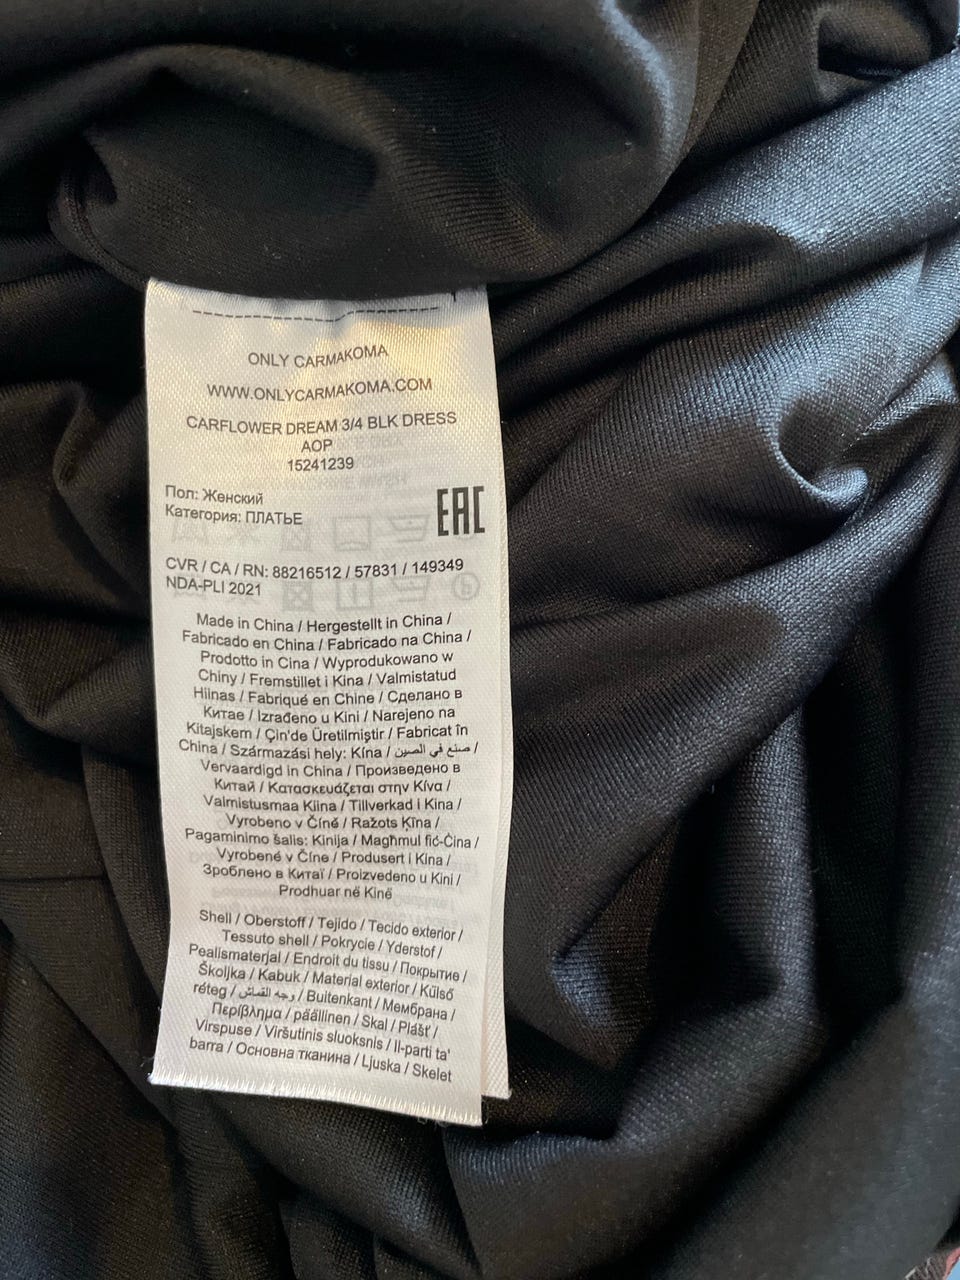 ONLY CARMAKOMA
WWW.ONLYCARMAKOMA.COM
CARFLOWER DREAM 3/4 BLK DRESS
AOP
15241239
Пол: Женский
Категория: ПЛАТЬЕ
EAC
CVR / CA / RN: 88216512 / 57831 / 149349
NDA-PLI 2021
Made in China / Hergestellt in China /
Fabricado en China / Fabricado na China /
Prodotto in Cina / Wyprodukowano w
Chiny / Fremstillet i Kina / Valmistatud
Hiinas / Fabriqué en Chine / Сделано в
Китае / Izrađeno u Kini / Narejeno na
Kitajskem / Çin'de Üretilmiştir / Fabricat în
China / Származási hely: Kína / صنع في الصين /
Vervaardigd in China / Произведено в
Китай / Κατασκευάζεται στην Κίνα /
Valmistusmaa Kiina / Tillverkad i Kina /
Vyrobeno v Číně / Ražots Ķīna /
Pagaminimo šalis: Kinija / Magħmul fiċ-Ċina /
Vyrobené v Číne / Produsert i Kina /
Зроблено в Китаї / Proizvedeno u Kini /
Prodhuar në Kinë
Shell / Oberstoff / Tejido / Tecido exterior /
Tessuto shell / Pokrycie / Yderstof /
Pealismaterjal / Endroit du tissu / Покрытие /
Školjka / Kabuk / Material exterior / Külső
réteg / وجه القماش / Buitenkant / Мембрана /
Περίβλημα / päällinen / Skal / Plášť /
Virspuse / Viršutinis sluoksnis / Il-parti ta'
barra / Основна тканина / Ljuska / Skelet